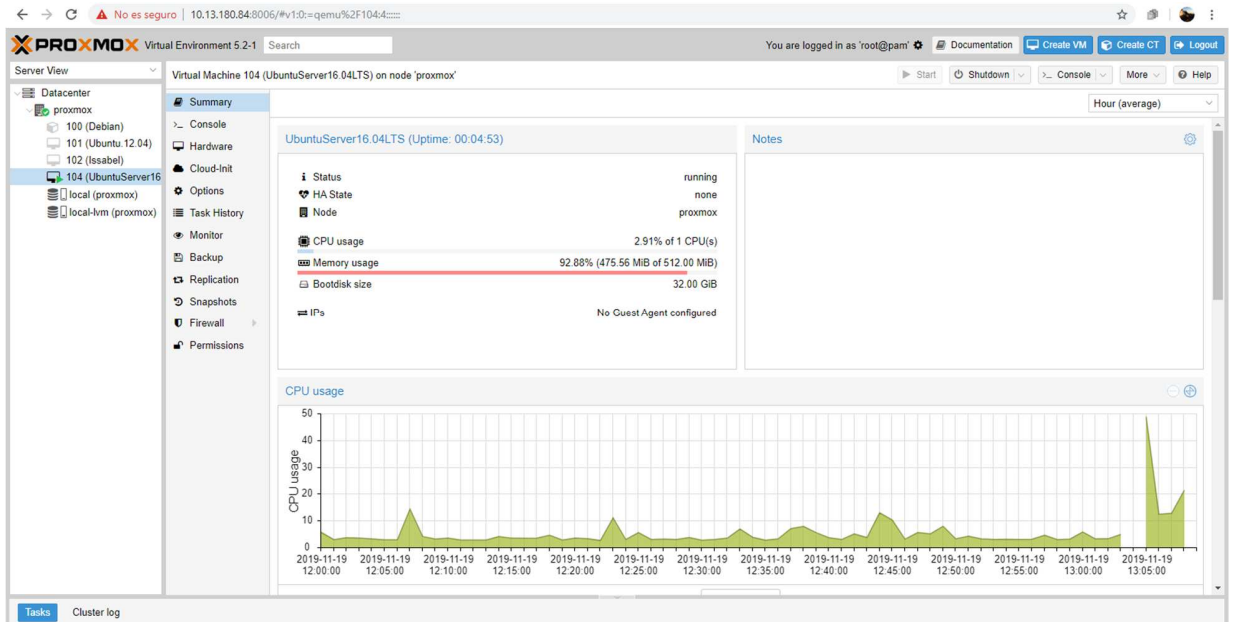 No es seguro | 10.13.180.84:8006/#v1:0:=qemu%2F104:4::::::
PROXMOX Virtual Environment 5.2-1 Search You are logged in as 'root@pam' Documentation Create VM Create CT Logout
Server View
Datacenter
proxmox
100 (Debian)
101 (Ubuntu.12.04)
102 (Issabel)
104 (UbuntuServer16
local (proxmox)
local-lvm (proxmox)
Virtual Machine 104 (UbuntuServer16.04LTS) on node 'proxmox' Start Shutdown >_ Console More Help
Summary
>_ Console
Hardware
Cloud-Init
Options
Task History
Monitor
Backup
Replication
Snapshots
Firewall
Permissions
Hour (average)
UbuntuServer16.04LTS (Uptime: 00:04:53)
Status running
HA State none
Node proxmox
CPU usage 2.91% of 1 CPU(s)
Memory usage 92.88% (475.56 MiB of 512.00 MiB)
Bootdisk size 32.00 GiB
IPs No Guest Agent configured
Notes
CPU usage
CPU usage
50
40
30
20
10
0
2019-11-19 2019-11-19 2019-11-19 2019-11-19 2019-11-19 2019-11-19 2019-11-19 2019-11-19 2019-11-19 2019-11-19 2019-11-19 2019-11-19 2019-11-19 2019-11-19
12:00:00 12:05:00 12:10:00 12:15:00 12:20:00 12:25:00 12:30:00 12:35:00 12:40:00 12:45:00 12:50:00 12:55:00 13:00:00 13:05:00
Tasks Cluster log